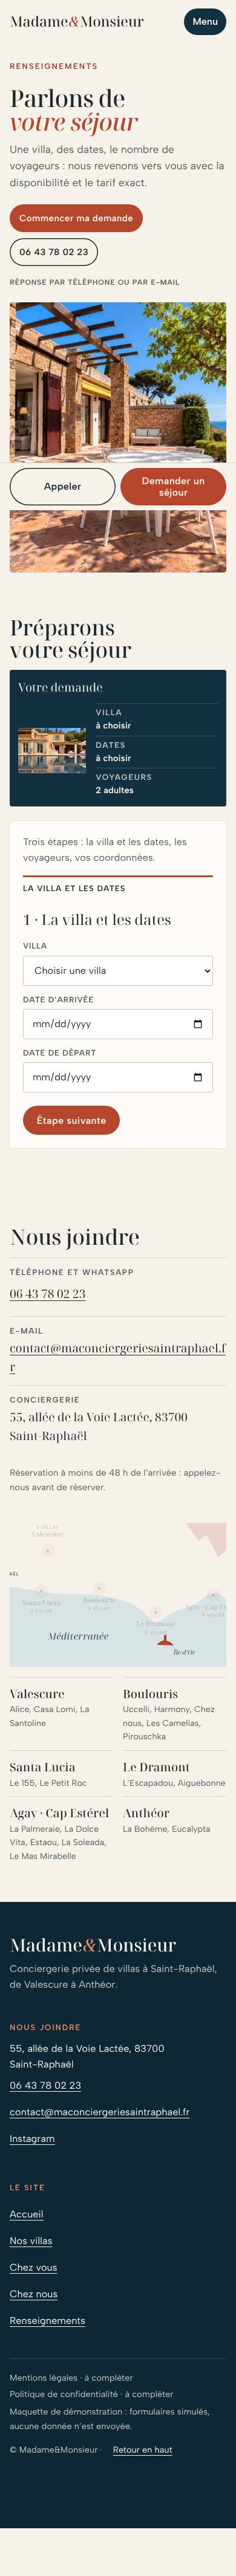 Madame&Monsieur
Menu
RENSEIGNEMENTS
Parlons de
votre séjour
Une villa, des dates, le nombre de
voyageurs : nous revenons vers vous avec la
disponibilité et le tarif exact.
Commencer ma demande
06 43 78 02 23
RÉPONSE PAR TÉLÉPHONE OU PAR E-MAIL
Appeler
Demander un
séjour
Préparons
votre séjour
Votre demande
VILLA
à choisir
DATES
à choisir
VOYAGEURS
2 adultes
Trois étapes : la villa et les dates, les
voyageurs, vos coordonnées.
LA VILLA ET LES DATES
1 · La villa et les dates
VILLA
Choisir une villa
DATE D'ARRIVÉE
mm/dd/yyyy
DATE DE DÉPART
mm/dd/yyyy
Étape suivante
Nous joindre
TÉLÉPHONE ET WHATSAPP
06 43 78 02 23
E-MAIL
contact@maconciergeriesaintraphael.f
r
CONCIERGERIE
55, allée de la Voie Lactée, 83700
Saint-Raphaël
Réservation à moins de 48 h de l'arrivée : appelez-
nous avant de réserver.
Valescure
Santa Lucia
Boulouris
Le Dramont
Agay · Cap Es
Méditerranée
Île d'Or
Valescure
Alice, Casa Lomi, La
Santoline
Boulouris
Uccelli, Harmony, Chez
nous, Les Camelias,
Pirouschka
Santa Lucia
Le 155, Le Petit Roc
Le Dramont
L'Escapadou, Aiguebonne
Agay · Cap Estérel
La Palmeraie, La Dolce
Vita, Estaou, La Soleada,
Le Mas Mirabelle
Anthéor
La Bohème, Eucalypta
Madame&Monsieur
Conciergerie privée de villas à Saint-Raphaël,
de Valescure à Anthéor.
NOUS JOINDRE
55, allée de la Voie Lactée, 83700
Saint-Raphaël
06 43 78 02 23
contact@maconciergeriesaintraphael.fr
Instagram
LE SITE
Accueil
Nos villas
Chez vous
Chez nous
Renseignements
Mentions légales · à compléter
Politique de confidentialité · à compléter
Maquette de démonstration : formulaires simulés,
aucune donnée n'est envoyée.
© Madame&Monsieur · Retour en haut